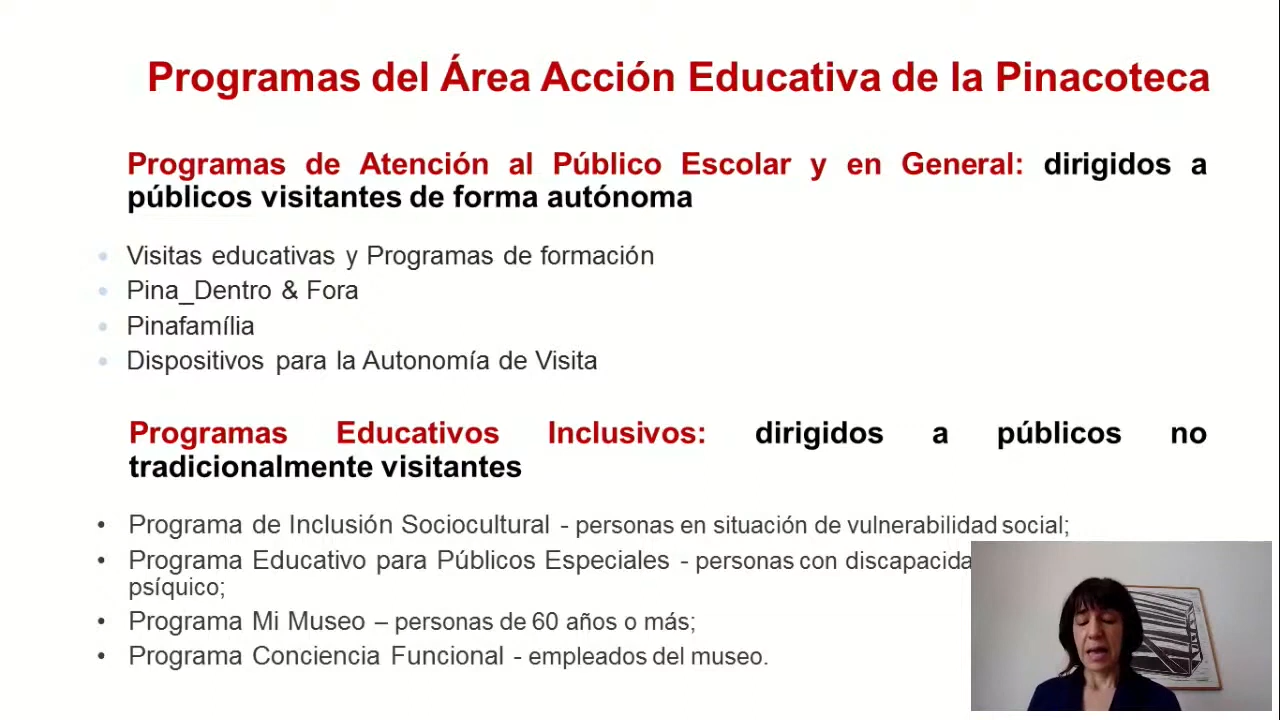 Programas del Área Acción Educativa de la Pinacoteca
Programas de Atención al Público Escolar y en General: dirigidos a
públicos visitantes de forma autónoma
• Visitas educativas y Programas de formación
• Pina_Dentro & Fora
• Pinafamília
• Dispositivos para la Autonomía de Visita
Programas Educativos Inclusivos: dirigidos a públicos no
tradicionalmente visitantes
• Programa de Inclusión Sociocultural - personas en situación de vulnerabilidad social;
• Programa Educativo para Públicos Especiales - personas con
psíquico;
• Programa Mi Museo – personas de 60 años o más;
• Programa Conciencia Funcional - empleados del museo.